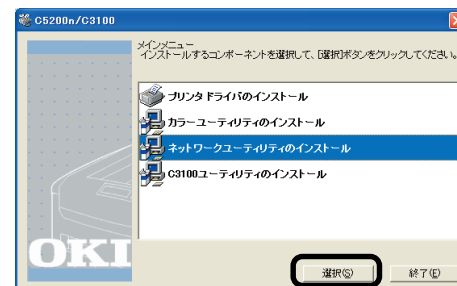 C5200n/C3100
メインメニュー
インストールするコンポーネントを選択して、[選択]ボタンをクリックしてください。
プリンタドライバのインストール
カラーユーティリティのインストール
ネットワークユーティリティのインストール
C3100ユーティリティのインストール
OKI
選択(S)
終了(E)